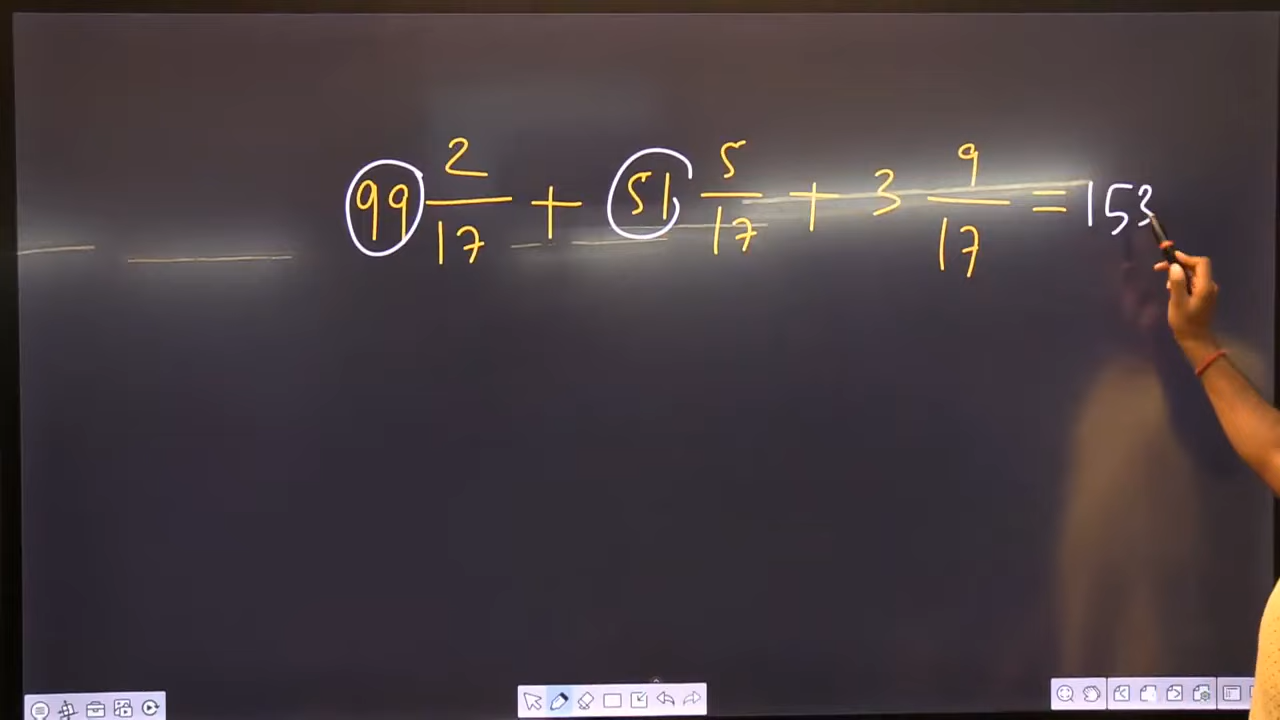 99 2/17 + 51 5/17 + 3 9/17 = 153